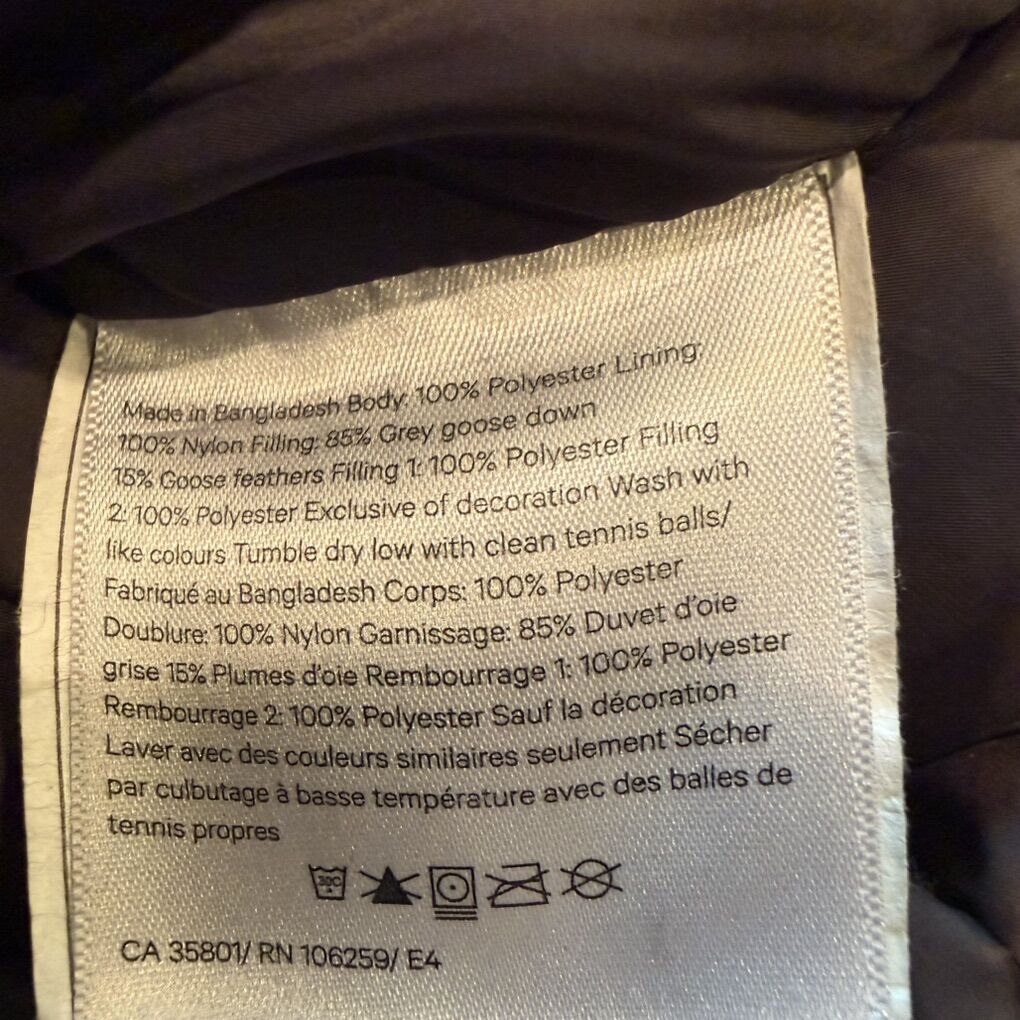 Made in Bangladesh Body: 100% Polyester Lining:
100% Nylon Filling: 85% Grey goose down
15% Goose feathers Filling 1: 100% Polyester Filling
2: 100% Polyester Exclusive of decoration Wash with
like colours Tumble dry low with clean tennis balls/
Fabriqué au Bangladesh Corps: 100% Polyester
Doublure: 100% Nylon Garnissage: 85% Duvet d'oie
grise 15% Plumes d'oie Rembourrage 1: 100% Polyester
Rembourrage 2: 100% Polyester Sauf la décoration
Laver avec des couleurs similaires seulement Sécher
par culbutage à basse température avec des balles de
tennis propres
30C
CA 35801/ RN 106259/ E4